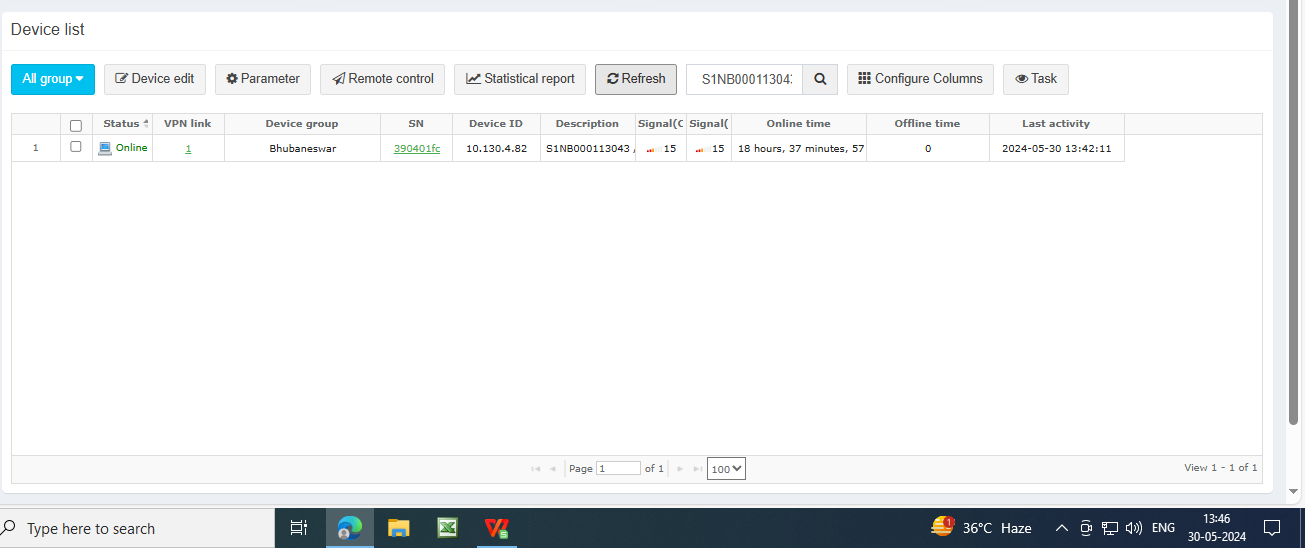 Device list
All group Device edit Parameter Remote control Statistical report Refresh S1NB000113043 Configure Columns Task
Status VPN link Device group SN Device ID Description Signal(C Signal( Online time Offline time Last activity
1 Online 1 Bhubaneswar 390401fc 10.130.4.82 S1NB000113043 , 15 15 18 hours, 37 minutes, 57 0 2024-05-30 13:42:11
Page 1 of 1 100 View 1 - 1 of 1
Type here to search 1 36°C Haze ENG 13:46
30-05-2024